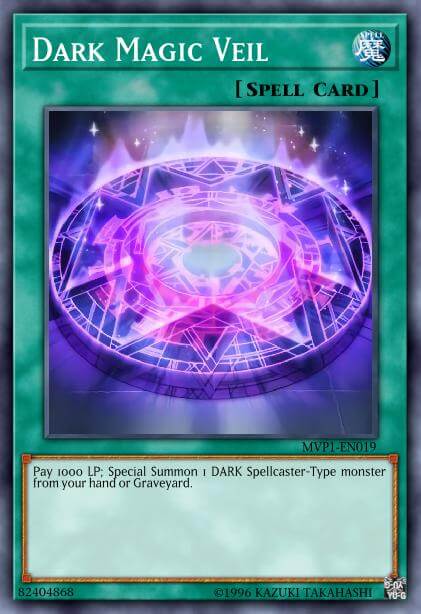 Dark Magic Veil
SPELL
魔
[Spell Card]
MVP1-EN019
Pay 1000 LP; Special Summon 1 DARK Spellcaster-Type monster
from your hand or Graveyard.
82404868
©1996 KAZUKI TAKAHASHI